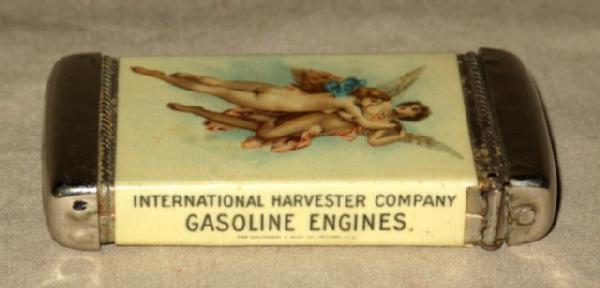 INTERNATIONAL HARVESTER COMPANY
GASOLINE ENGINES.